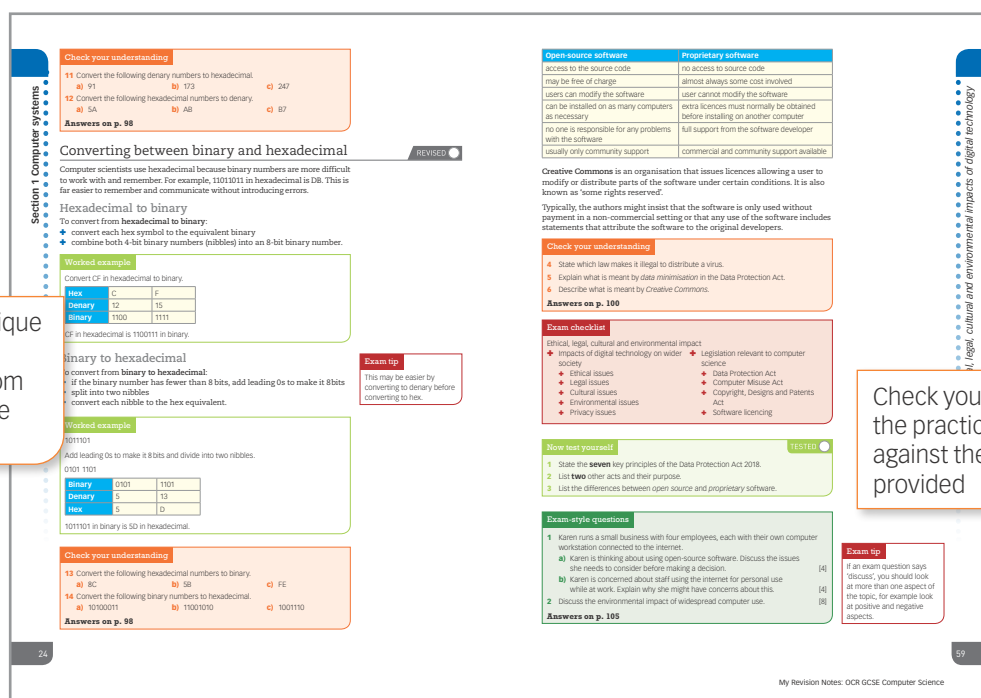 Check your understanding
11 Convert the following denary numbers to hexadecimal.
a) 91 b) 173 c) 247
12 Convert the following hexadecimal numbers to denary.
a) 5A b) AB c) B7
Answers on p. 98
Section 1 Computer systems
Converting between binary and hexadecimal
REVISED
Computer scientists use hexadecimal because binary numbers are more difficult
to work with and remember. For example, 11011011 in hexadecimal is DB. This is
far easier to remember and communicate without introducing errors.
Hexadecimal to binary
To convert from hexadecimal to binary:
+ convert each hex symbol to the equivalent binary
+ combine both 4-bit binary numbers (nibbles) into an 8-bit binary number.
Worked example
Convert CF in hexadecimal to binary.
Hex C F
Denary 12 15
Binary 1100 1111
CF in hexadecimal is 1100111 in binary.
ique
om
e
inary to hexadecimal
o convert from binary to hexadecimal:
if the binary number has fewer than 8 bits, add leading 0s to make it 8 bits
split into two nibbles
convert each nibble to the hex equivalent.
Exam tip
This may be easier by
converting to denary before
converting to hex.
Worked example
1011101
Add leading 0s to make it 8 bits and divide into two nibbles.
0101 1101
Binary 0101 1101
Denary 5 13
Hex 5 D
1011101 in binary is 5D in hexadecimal.
Check your understanding
13 Convert the following hexadecimal numbers to binary.
a) 8C b) 5B c) FE
14 Convert the following binary numbers to hexadecimal.
a) 10100011 b) 11001010 c) 1001110
Answers on p. 98
24
Open-source software Proprietary software
access to the source code no access to source code
may be free of charge almost always some cost involved
users can modify the software user cannot modify the software
can be installed on as many computers as necessary extra licences must normally be obtained before installing on another computer
no one is responsible for any problems with the software full support from the software developer
usually only community support commercial and community support available
Creative Commons is an organisation that issues licences allowing a user to
modify or distribute parts of the software under certain conditions. It is also
known as 'some rights reserved'.
Typically, the authors might insist that the software is only used without
payment in a non-commercial setting or that any use of the software includes
statements that attribute the software to the original developers.
Check your understanding
4 State which law makes it illegal to distribute a virus.
5 Explain what is meant by data minimisation in the Data Protection Act.
6 Describe what is meant by Creative Commons.
Answers on p. 100
Exam checklist
Ethical, legal, cultural and environmental impact
+ Impacts of digital technology on wider
society
+ Ethical issues
+ Legal issues
+ Cultural issues
+ Environmental issues
+ Privacy issues
+ Legislation relevant to computer
science
+ Data Protection Act
+ Computer Misuse Act
+ Copyright, Designs and Patents
Act
+ Software licencing
Now test yourself
TESTED
1 State the seven key principles of the Data Protection Act 2018.
2 List two other acts and their purpose.
3 List the differences between open source and proprietary software.
Exam-style questions
1 Karen runs a small business with four employees, each with their own computer
workstation connected to the internet.
a) Karen is thinking about using open-source software. Discuss the issues
she needs to consider before making a decision. [4]
b) Karen is concerned about staff using the internet for personal use
while at work. Explain why she might have concerns about this. [4]
2 Discuss the environmental impact of widespread computer use. [8]
Answers on p. 105
Exam tip
If an exam question says
'discuss', you should look
at more than one aspect of
the topic, for example look
at positive and negative
aspects.
l, legal, cultural and environmental impacts of digital technology
Check you
the practic
against the
provided
59
My Revision Notes: OCR GCSE Computer Science